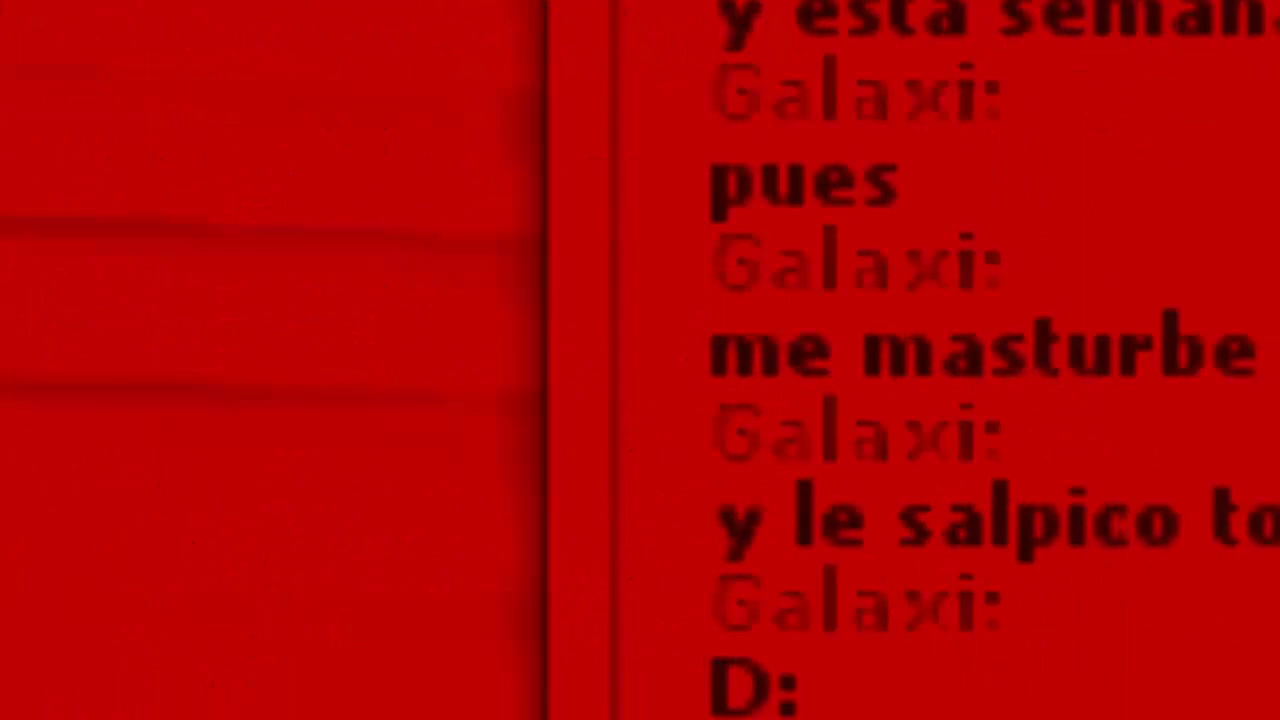 y esta seman
Galaxi:
pues
Galaxi:
me masturbe
Galaxi:
y le salpico to
Galaxi:
D: